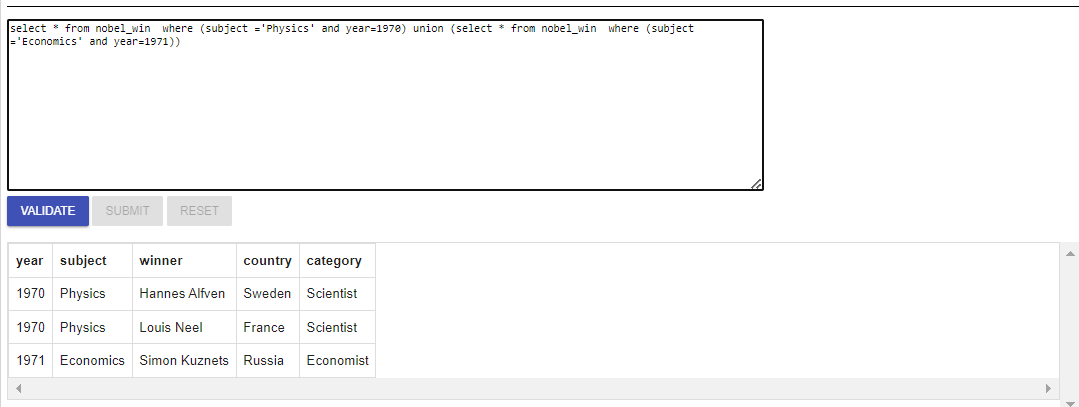 select * from nobel_win  where (subject ='Physics' and year=1970) union (select * from nobel_win  where (subject
='Economics' and year=1971))
VALIDATE SUBMIT RESET
year subject winner country category
1970 Physics Hannes Alfven Sweden Scientist
1970 Physics Louis Neel France Scientist
1971 Economics Simon Kuznets Russia Economist